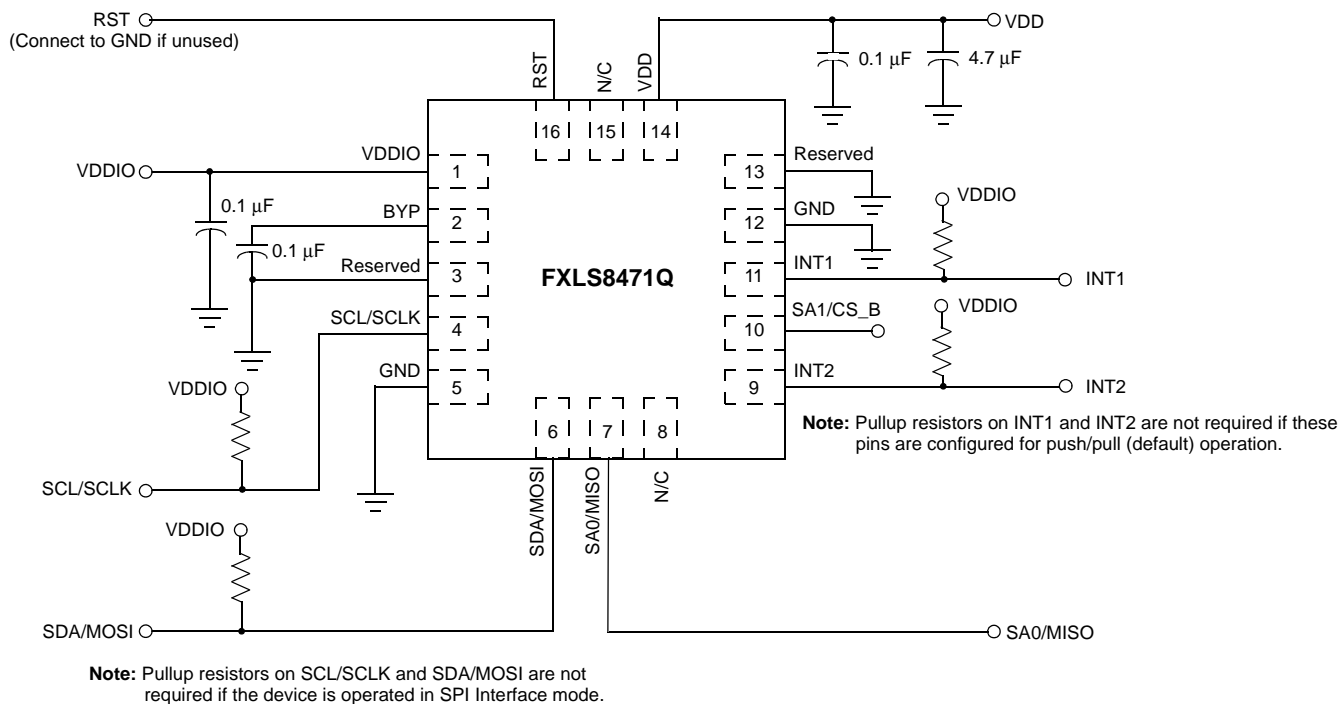 RST
(Connect to GND if unused)
VDD
0.1 μF
4.7 μF
RST
N/C
VDD
16
15
14
VDDIO
VDDIO
1
0.1 μF
BYP
2
0.1 μF
Reserved
3
SCL/SCLK
4
GND
5
FXLS8471Q
Reserved
13
GND
12
VDDIO
INT1
11
INT1
SA1/CS_B
10
VDDIO
INT2
9
INT2
Note: Pullup resistors on INT1 and INT2 are not required if these
pins are configured for push/pull (default) operation.
6
7
8
SDA/MOSI
SA0/MISO
N/C
VDDIO
SCL/SCLK
VDDIO
SDA/MOSI
SA0/MISO
Note: Pullup resistors on SCL/SCLK and SDA/MOSI are not
required if the device is operated in SPI Interface mode.